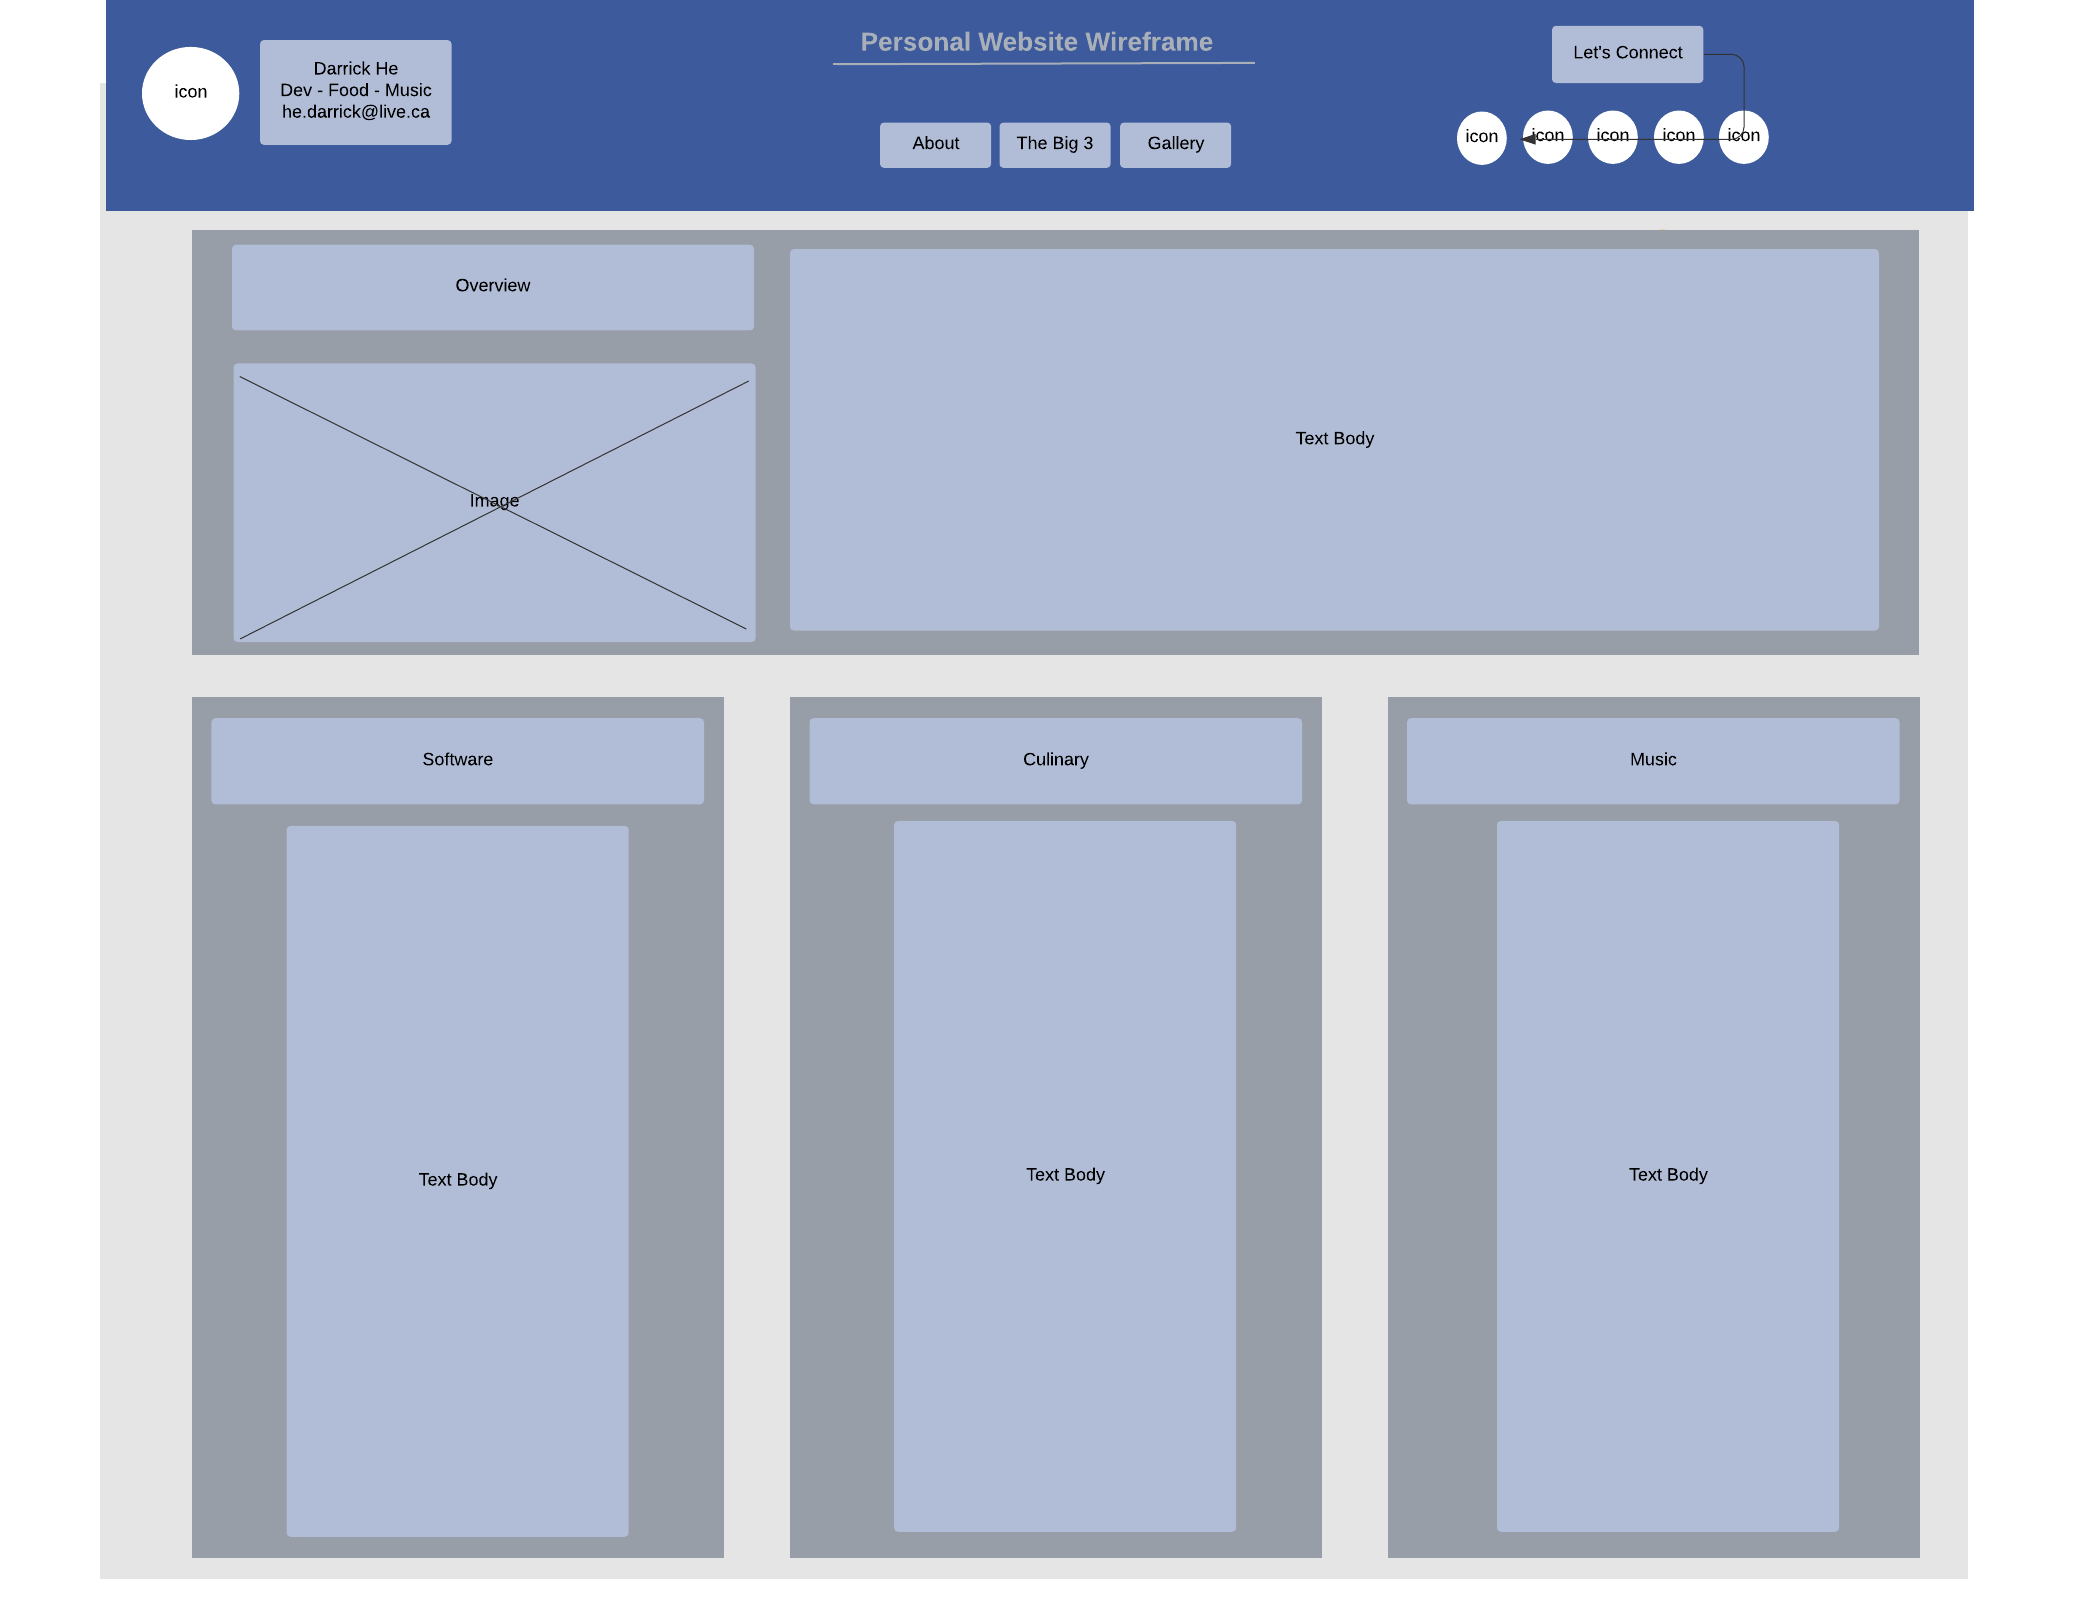 Personal Website Wireframe
icon
Darrick He
Dev - Food - Music
he.darrick@live.ca
About
The Big 3
Gallery
Let's Connect
icon
icon
icon
icon
icon
Overview
Image
Text Body
Software
Text Body
Culinary
Text Body
Music
Text Body